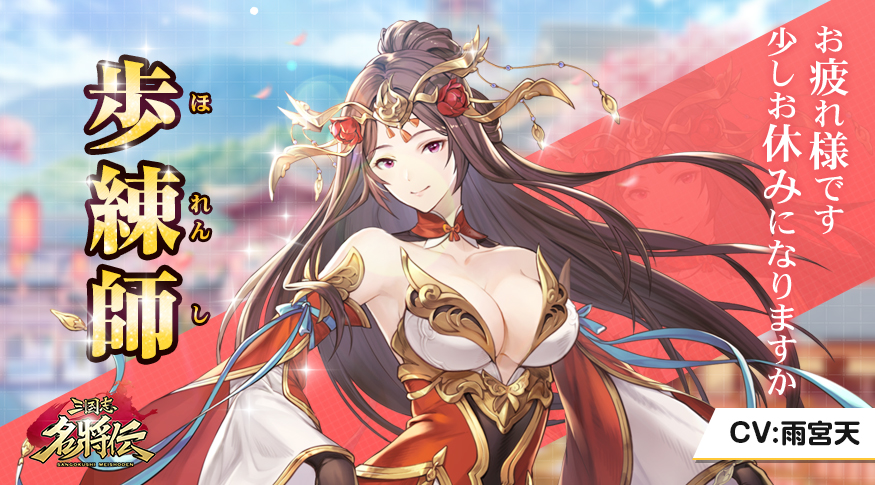 お疲れ様です
少しお休みになりますか
歩練師
ほれんし
三国志
名将伝
SANGOKUSHI MEISHODEN
CV:雨宮天